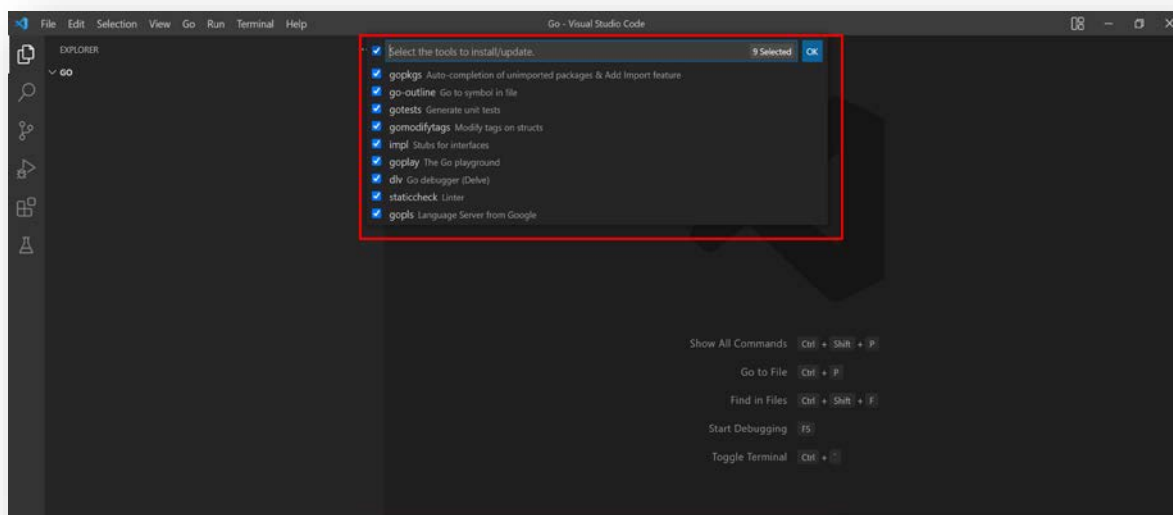 File Edit Selection View Go Run Terminal Help Go - Visual Studio Code
EXPLORER
GO
Select the tools to install/update. 9 Selected OK
gopkgs Auto-completion of unimported packages & Add Import feature
go-outline Go to symbol in file
gotests Generate unit tests
gomodifytags Modify tags on structs
impl Stubs for interfaces
goplay The Go playground
dlv Go debugger (Delve)
staticcheck Linter
gopls Language Server from Google
Show All Commands Ctrl + Shift + P
Go to File Ctrl + P
Find in Files Ctrl + Shift + F
Start Debugging F5
Toggle Terminal Ctrl + `